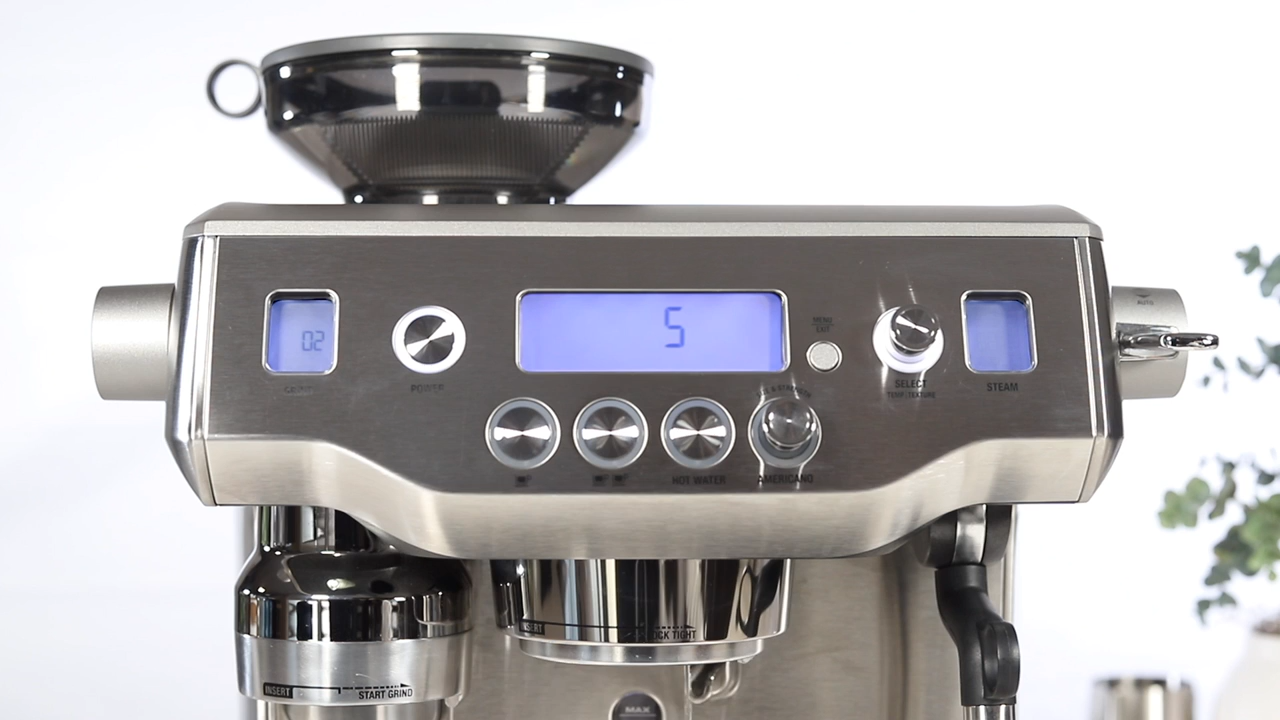 AUTO
02
5
MENU
EXIT
POWER
SELECT
TEMP|TEXTURE
STEAM
HOT WATER
AMERICANO
INSERT
LOCK TIGHT
INSERT
START GRIND
MAX